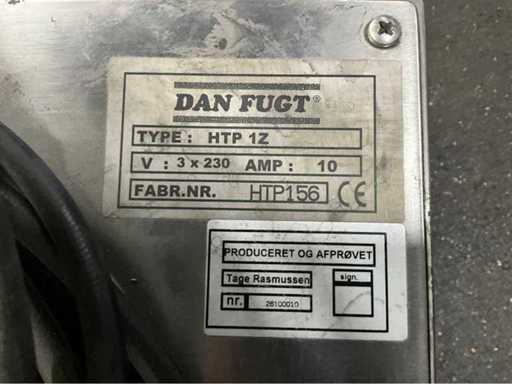 DAN FUGT®
TYPE: HTP 1Z
V : 3 x 230 AMP : 10
FABR.NR. HTP156 CE
PRODUCERET OG AFPRØVET
Tage Rasmussen sign.
nr. 26100010